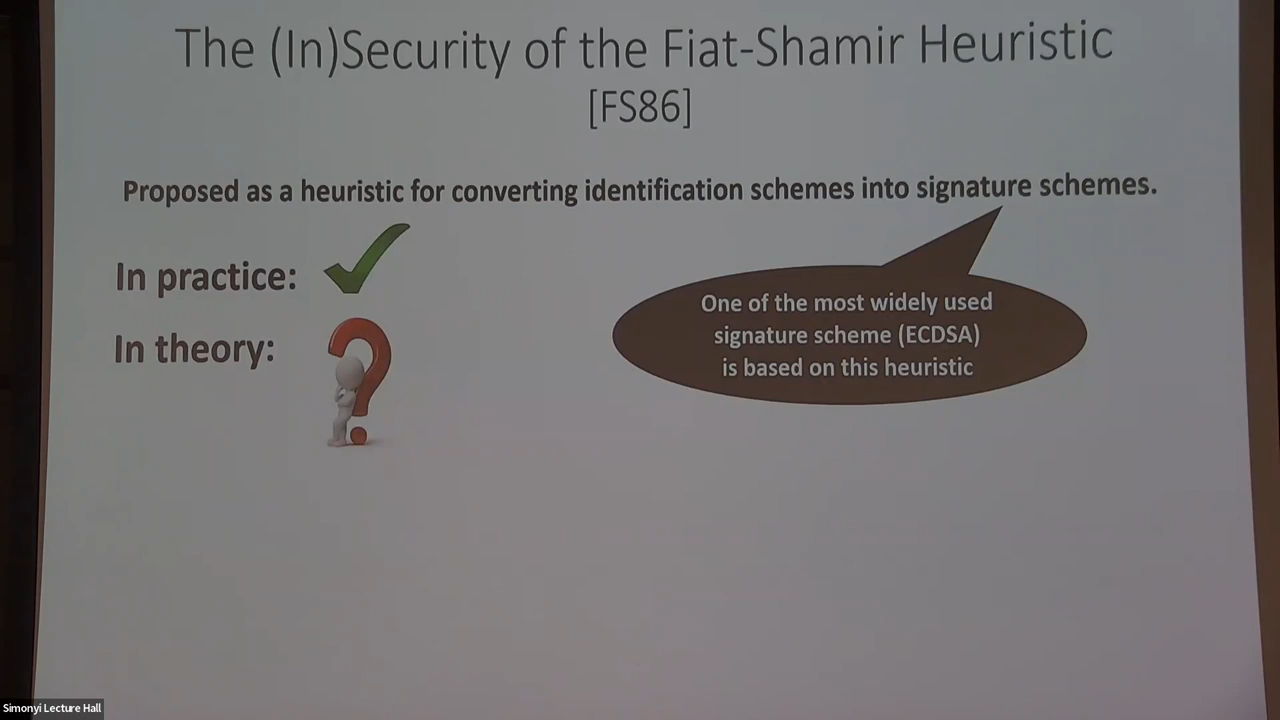 The (In)Security of the Fiat-Shamir Heuristic
[FS86]
Proposed as a heuristic for converting identification schemes into signature schemes.
In practice:
In theory:
One of the most widely used
signature scheme (ECDSA)
is based on this heuristic
Simonyi Lecture Hall